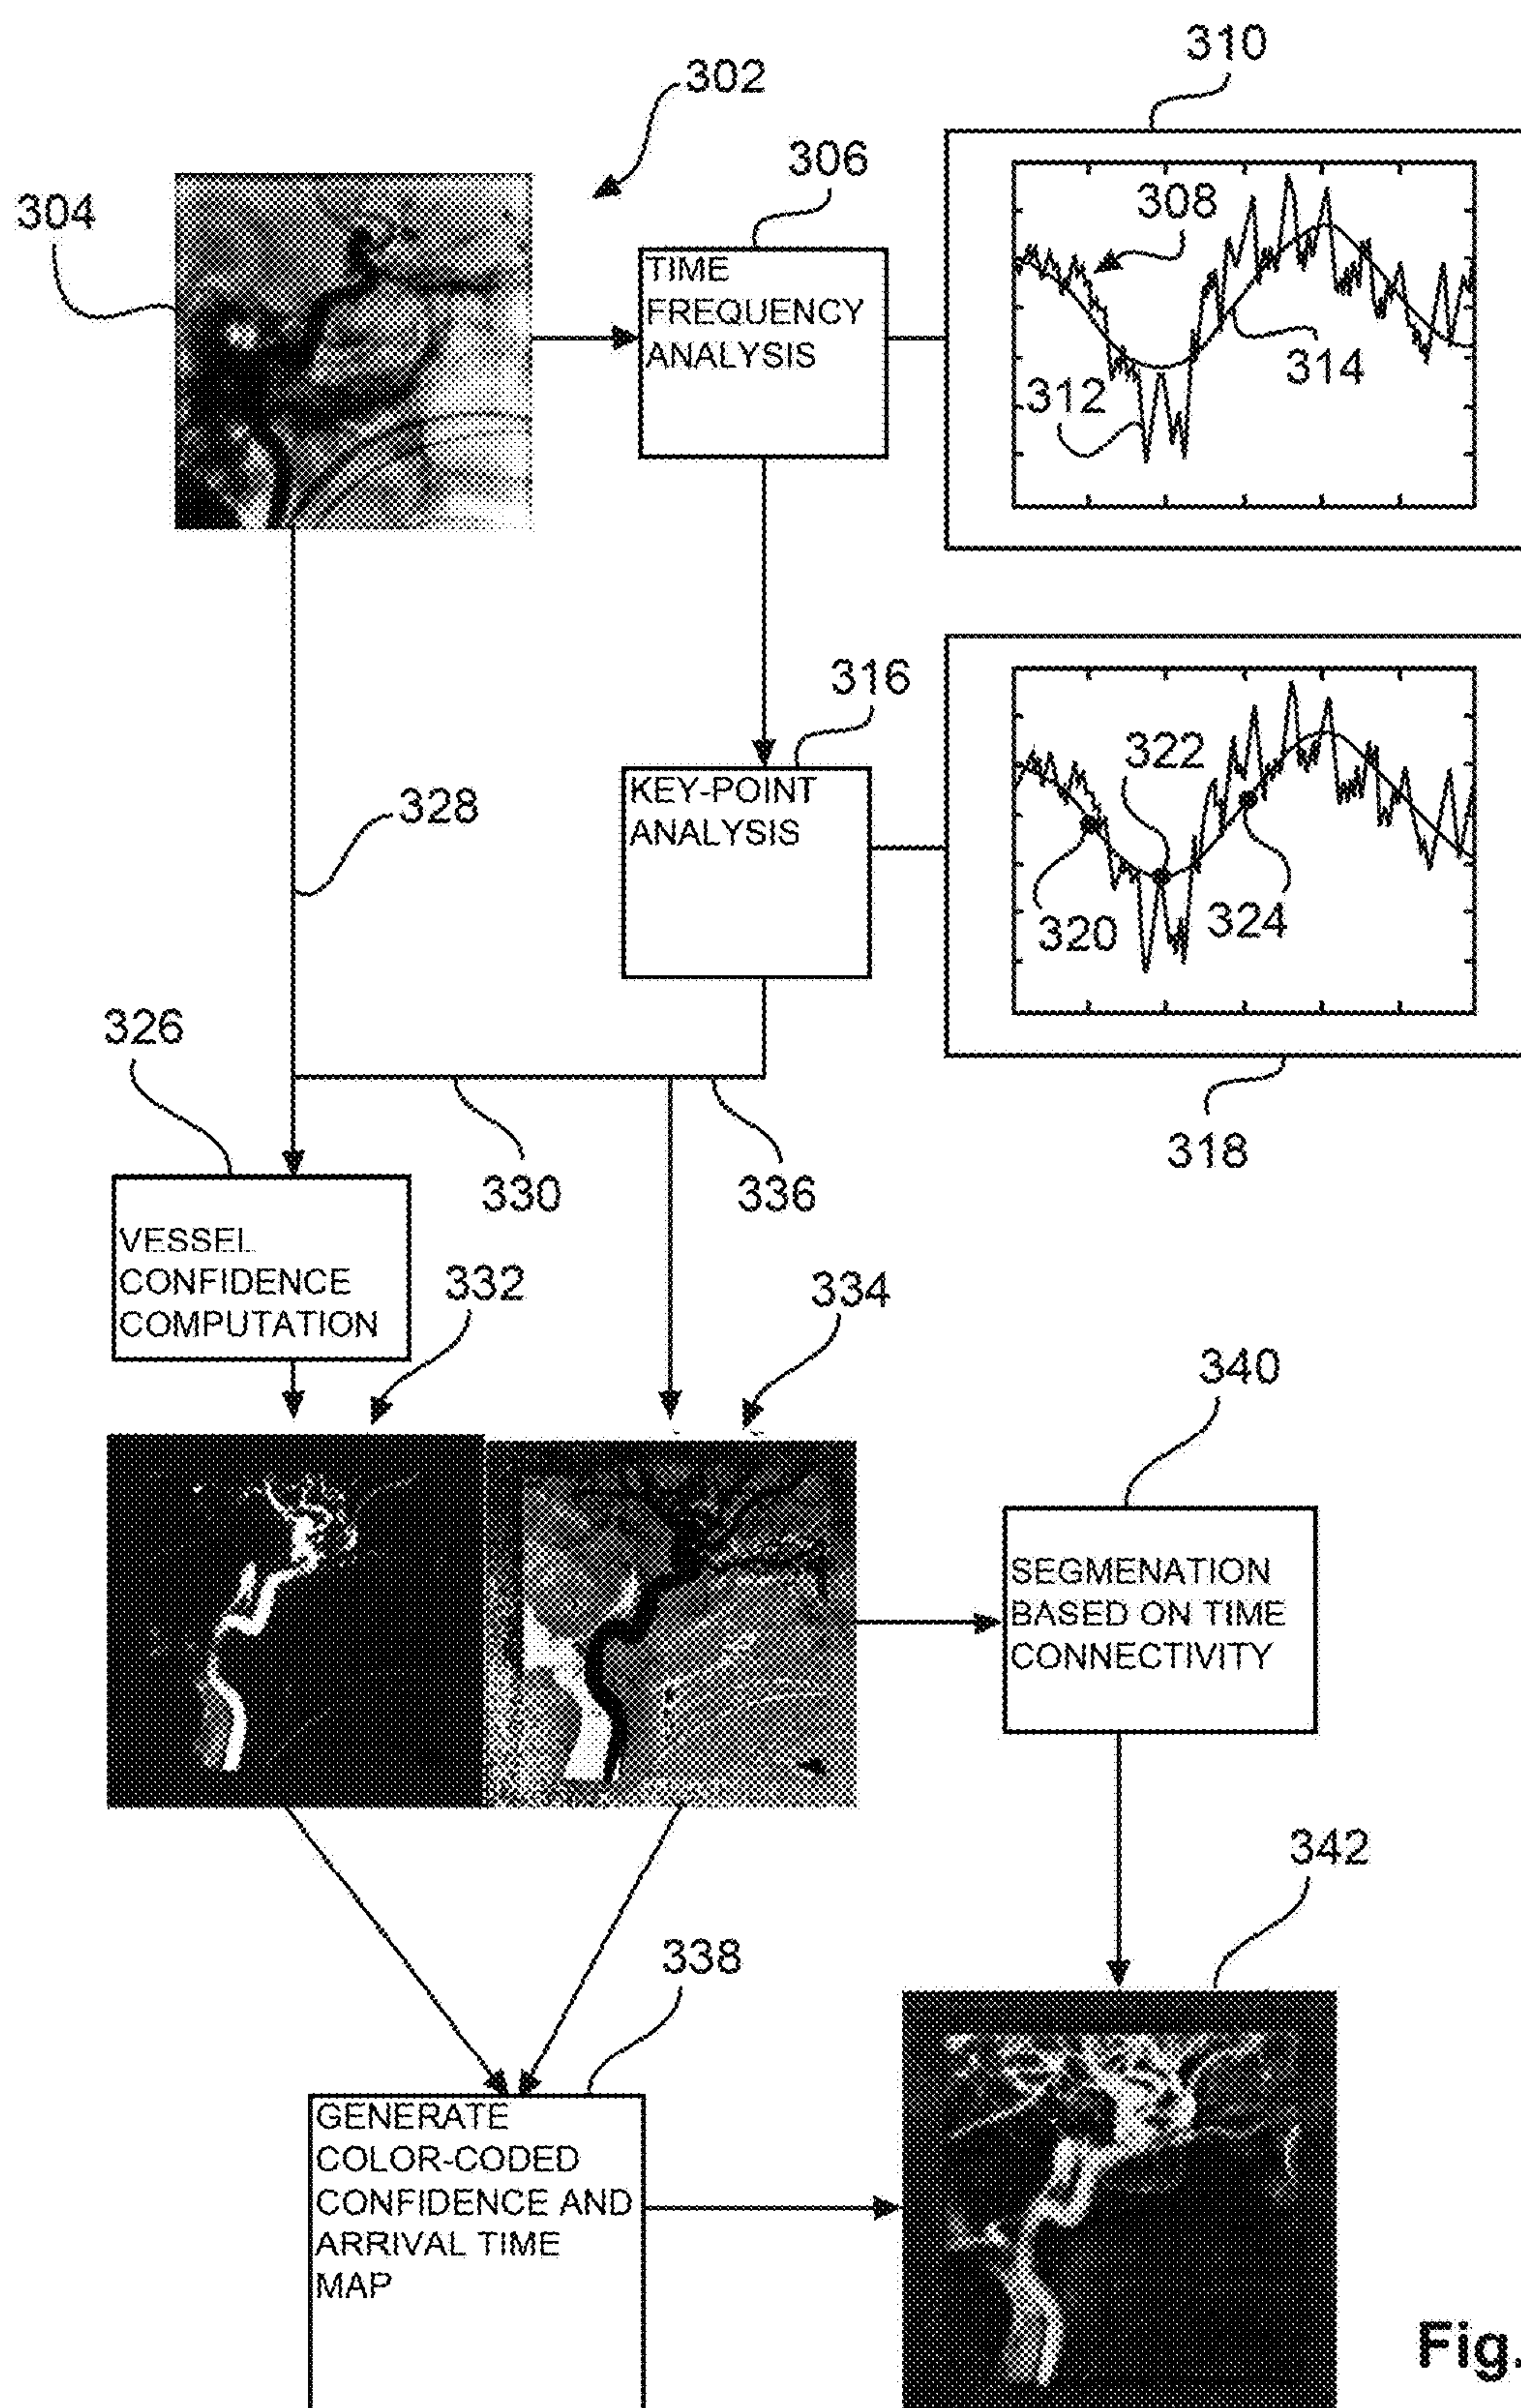 310
302
306
304
308
TIME
FREQUENCY
ANALYSIS
314
312
316
322
KEY-POINT
ANALYSIS
328
320
324
326
318
330
336
VESSEL
CONFIDENCE
COMPUTATION
332
334
340
SEGMENATION
BASED ON TIME
CONNECTIVITY
342
338
GENERATE
COLOR-CODED
CONFIDENCE AND
ARRIVAL TIME
MAP
Fig.